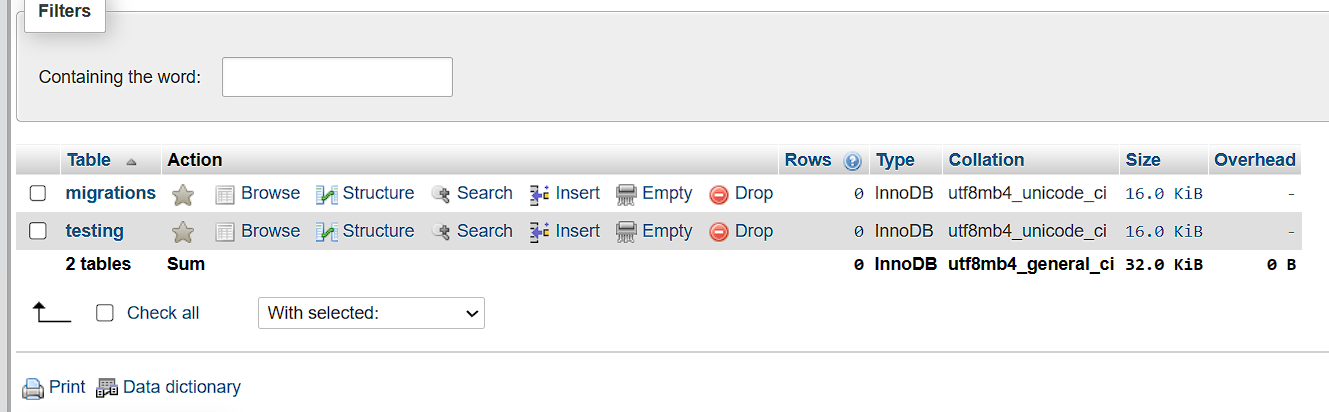 Filters
Containing the word:
Table Action Rows Type Collation Size Overhead
migrations Browse Structure Search Insert Empty Drop 0 InnoDB utf8mb4_unicode_ci 16.0 KiB -
testing Browse Structure Search Insert Empty Drop 0 InnoDB utf8mb4_unicode_ci 16.0 KiB -
2 tables Sum 0 InnoDB utf8mb4_general_ci 32.0 KiB 0 B
Check all With selected:
Print Data dictionary